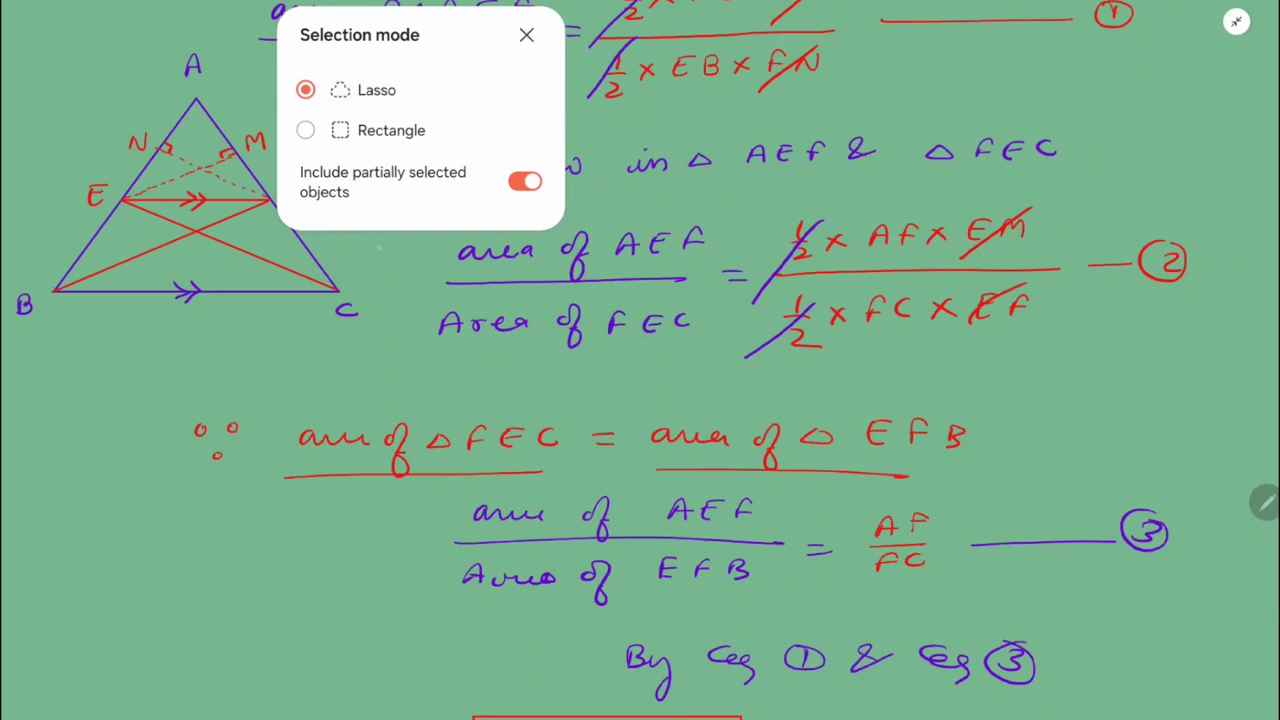 Selection mode
Lasso
Rectangle
Include partially selected objects
A
N
M
E
B
C
=
1/2 × EB × FN
①
in △ AEF & △ FEC
area of AEF / Area of FEC = 1/2 × AF × EM / 1/2 × FC × EF — ②
∵ area of △ FEC = area of △ EFB
area of AEF / Area of EFB = AF / FC — ③
By Eq ① & Eq ③